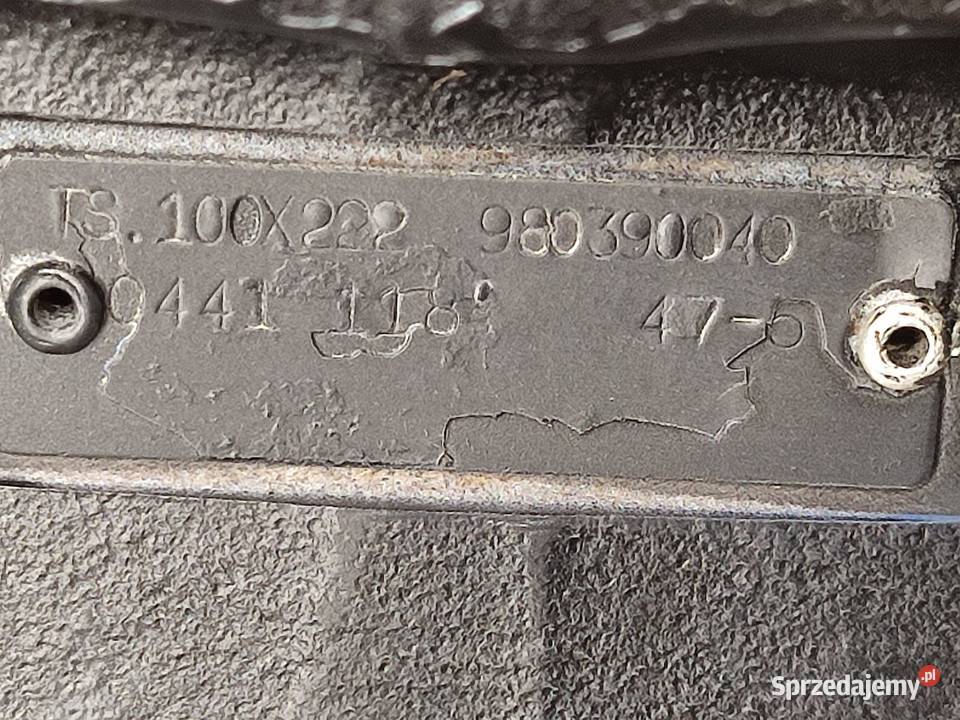 TS.100X222 980390040
0441 118 47-5
Sprzedajemy.pl